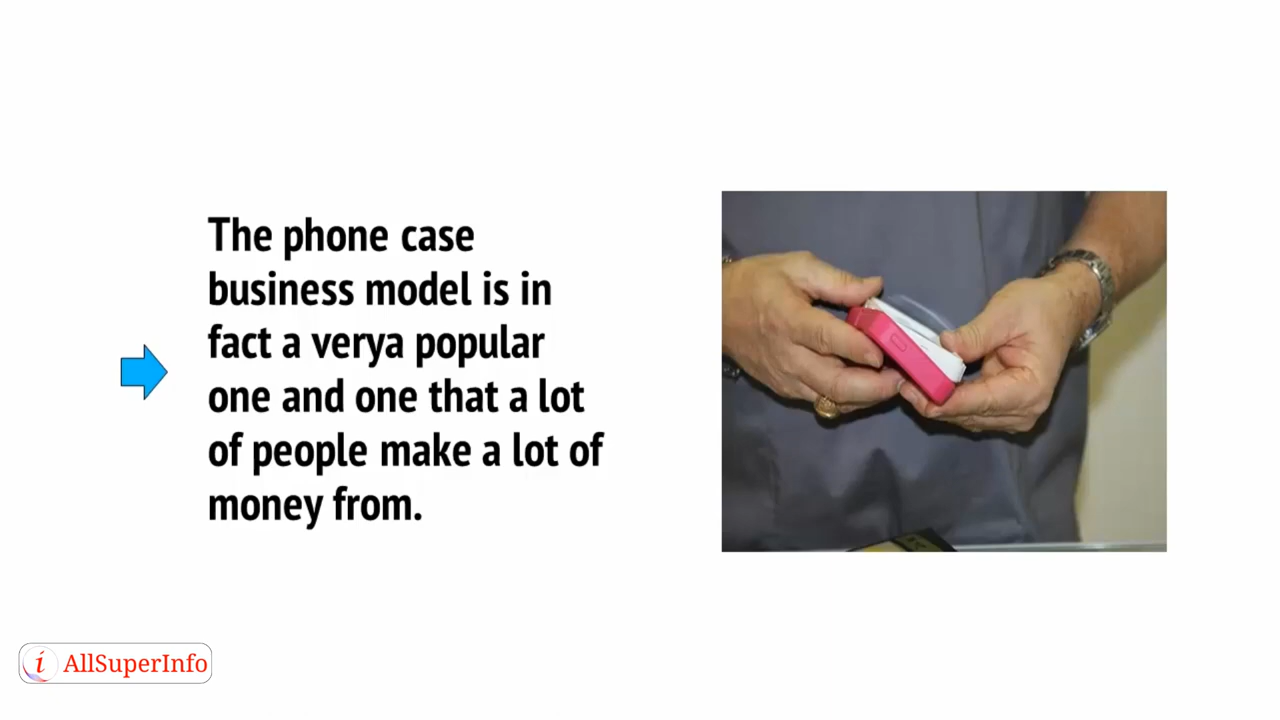 The phone case
business model is in
fact a verya popular
one and one that a lot
of people make a lot of
money from.
i AllSuperInfo